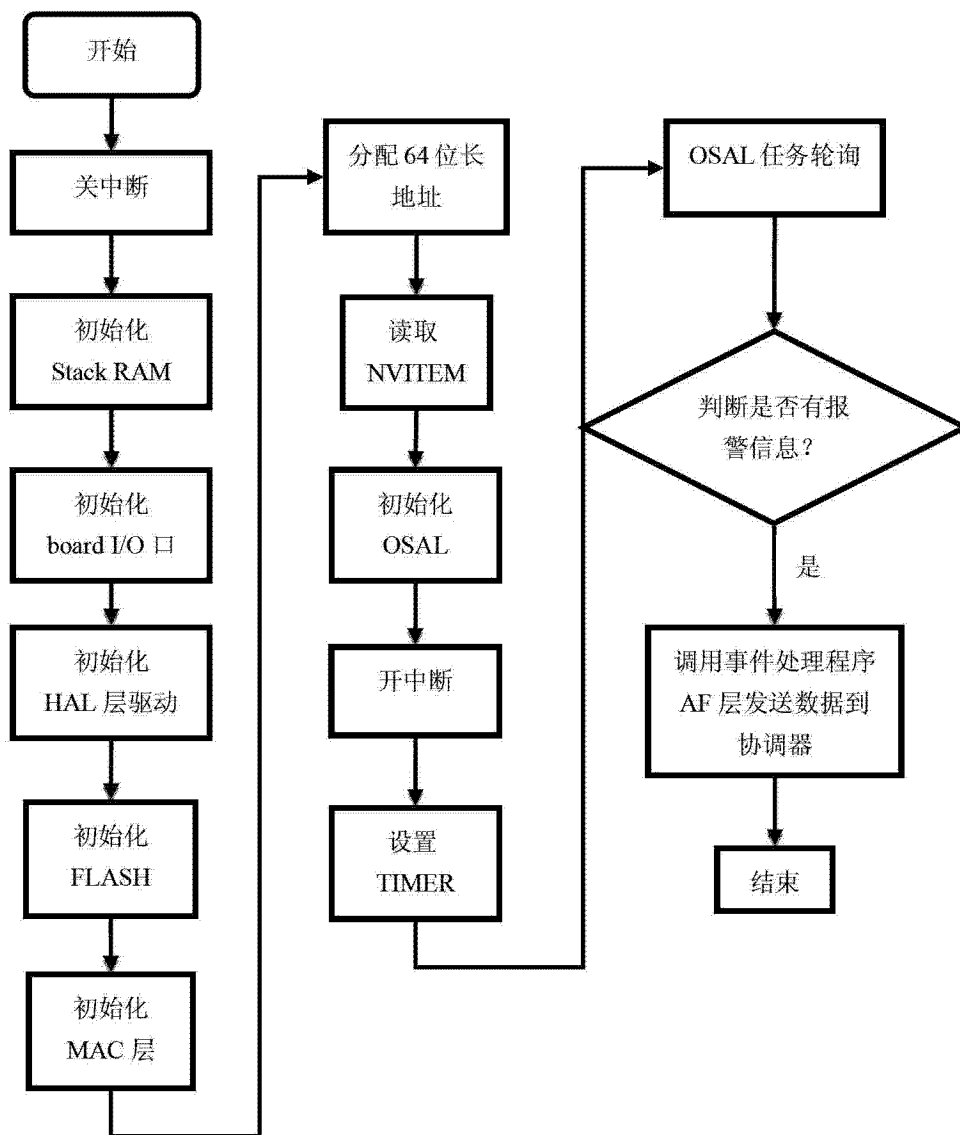 开始
关中断
初始化
Stack RAM
初始化
board I/O 口
初始化
HAL 层驱动
初始化
FLASH
初始化
MAC 层
分配 64 位长
地址
读取
NVITEM
初始化
OSAL
开中断
设置
TIMER
OSAL 任务轮询
判断是否有报
警信息？
是
调用事件处理程序
AF 层发送数据到
协调器
结束